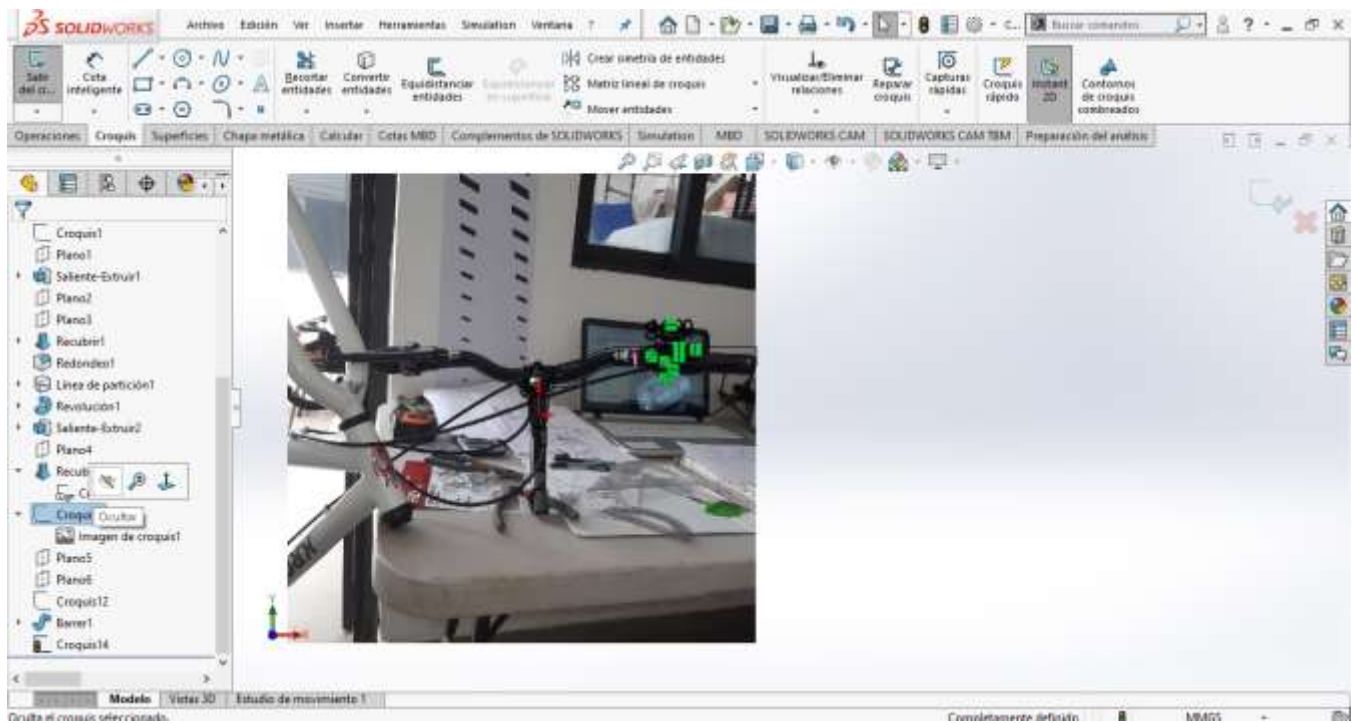 SOLIDWORKS Archivo Edición Ver Insertar Herramientas Simulation Ventana ?
Buscar comandos
Cota inteligente
Recortar entidades
Convertir entidades
Equidistanciar entidades
Crear simetría de entidades
Matriz lineal de croquis
Mover entidades
Visualizar/Eliminar relaciones
Reparar croquis
Capturas rápidas
Croquis rápido
Instant 2D
Contornos de croquis sombreados
Operaciones Croquis Superficies Chapa metálica Calcular Cotas MBD Complementos de SOLIDWORKS Simulation MBD SOLIDWORKS CAM SOLIDWORKS CAM TBM Preparación del análisis
Croquis1
Plano1
Saliente-Extruir1
Plano2
Plano3
Recubrir1
Redondeo1
Línea de partición1
Revolución1
Saliente-Extruir2
Plano4
Recub
Croqu
Ocultar
Imagen de croquis1
Plano5
Plano6
Croquis12
Barrer1
Croquis14
Modelo Vistas 3D Estudio de movimiento 1
Oculta el croquis seleccionado.
Completamente definido MMGS